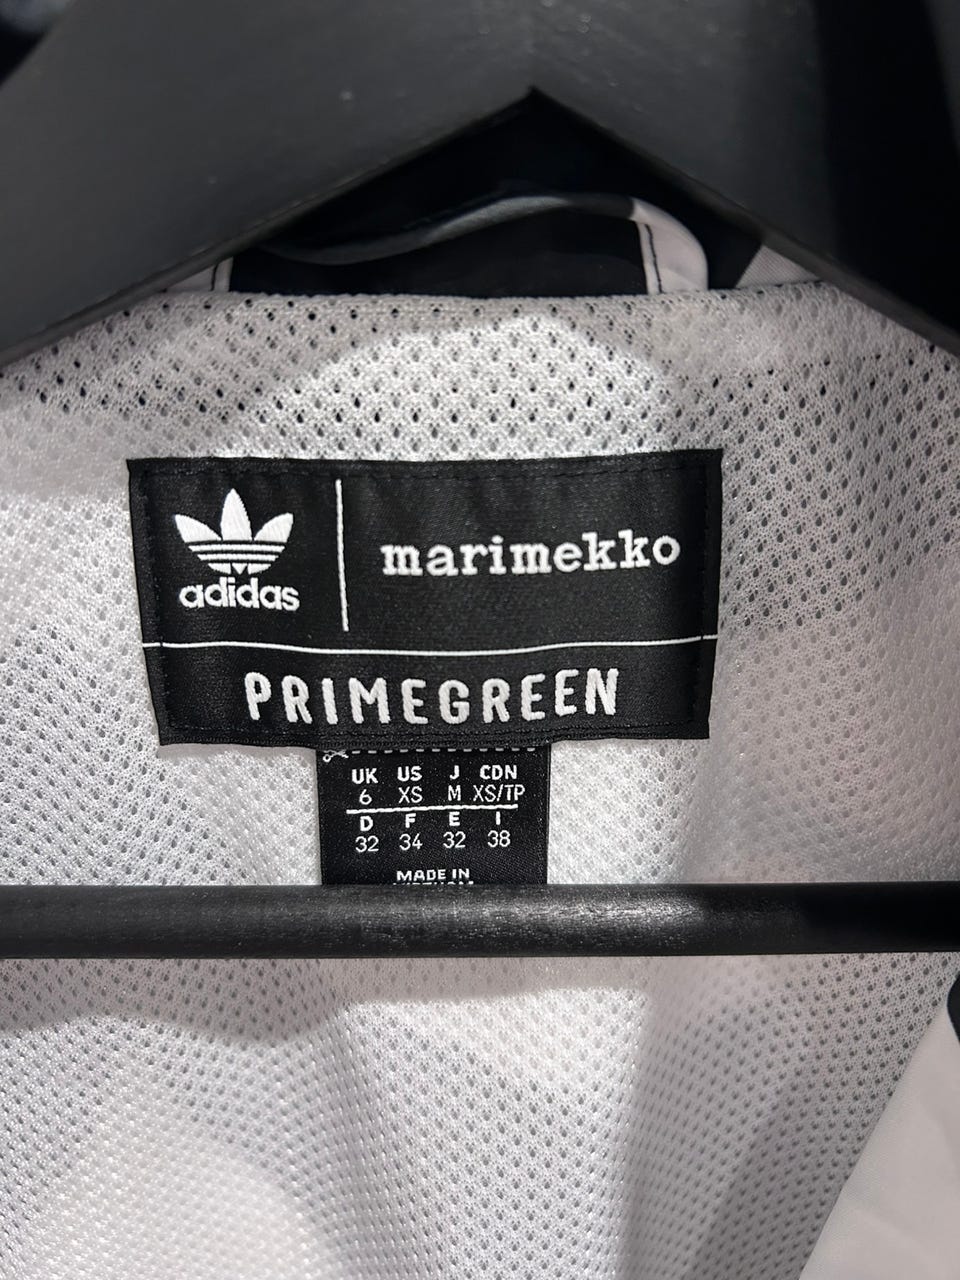 adidas
marimekko
PRIMEGREEN
UK US J CDN
6 XS M XS/TP
D F E I
32 34 32 38
MADE IN